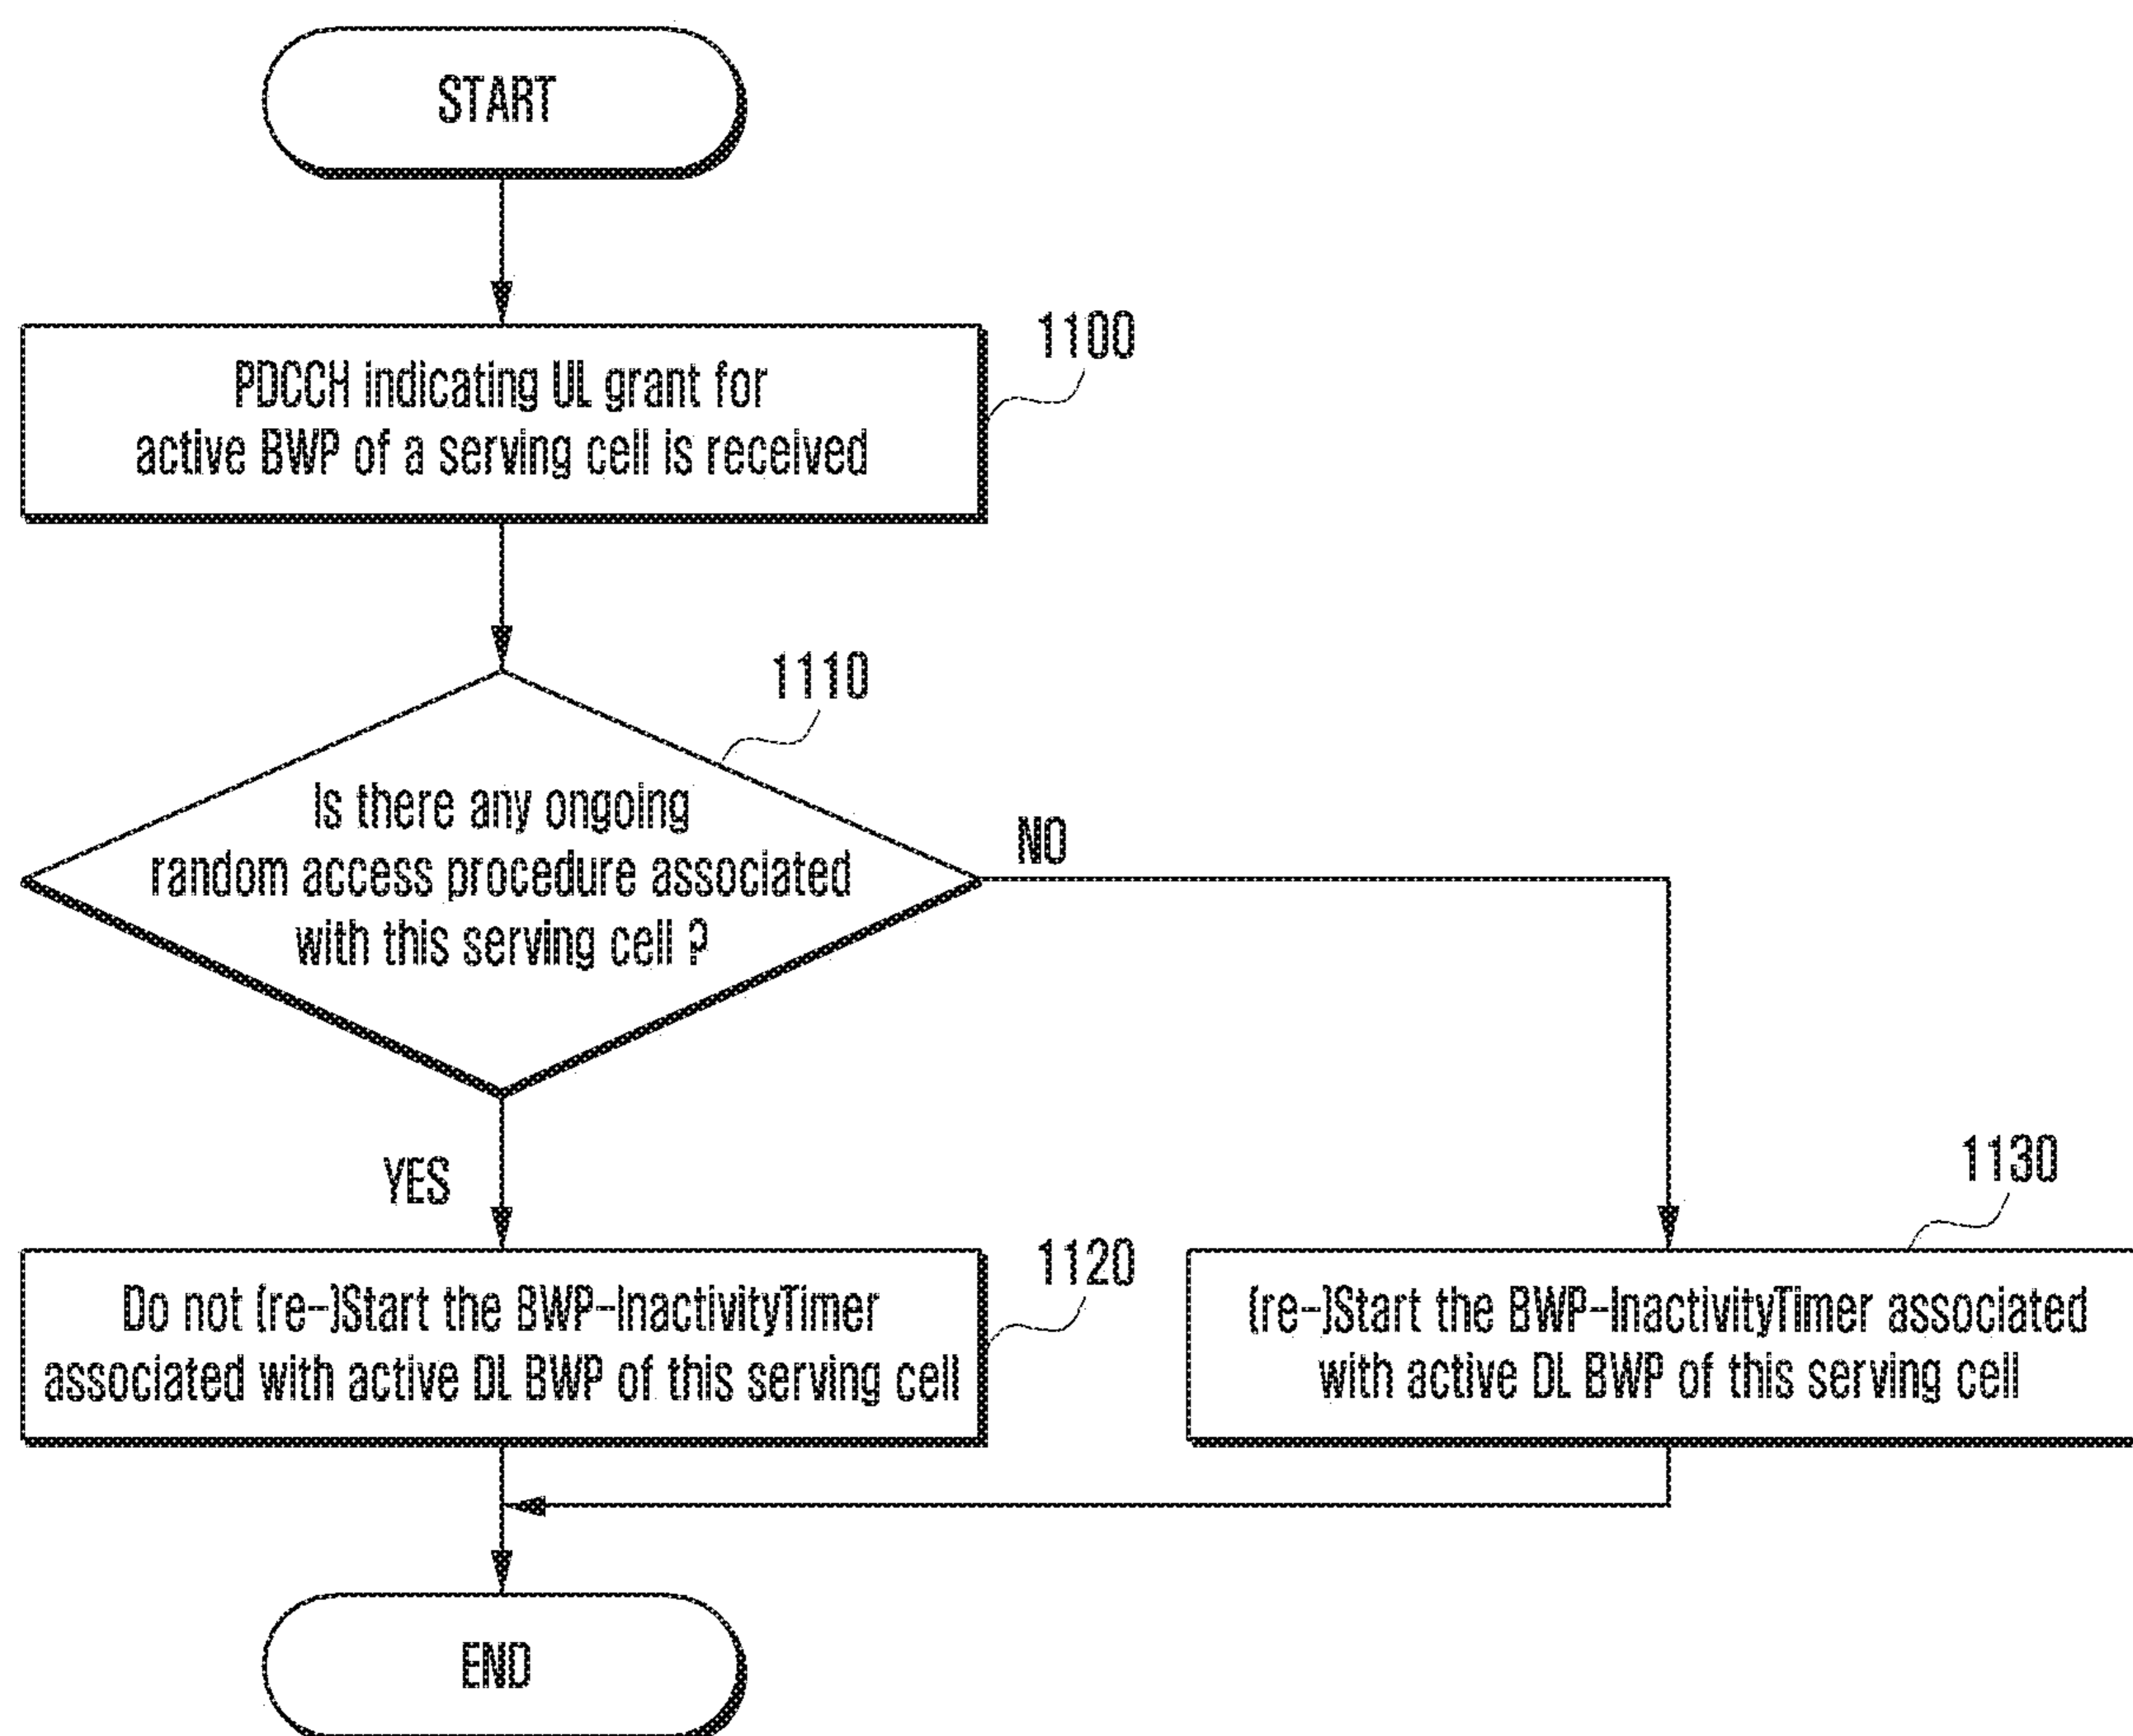 START
PDCCH indicating UL grant for
active BWP of a serving cell is received
1100
1110
Is there any ongoing
random access procedure associated
with this serving cell ?
NO
YES
1130
Do not (re-)Start the BWP-InactivityTimer
associated with active DL BWP of this serving cell
1120
(re-)Start the BWP-InactivityTimer associated
with active DL BWP of this serving cell
END